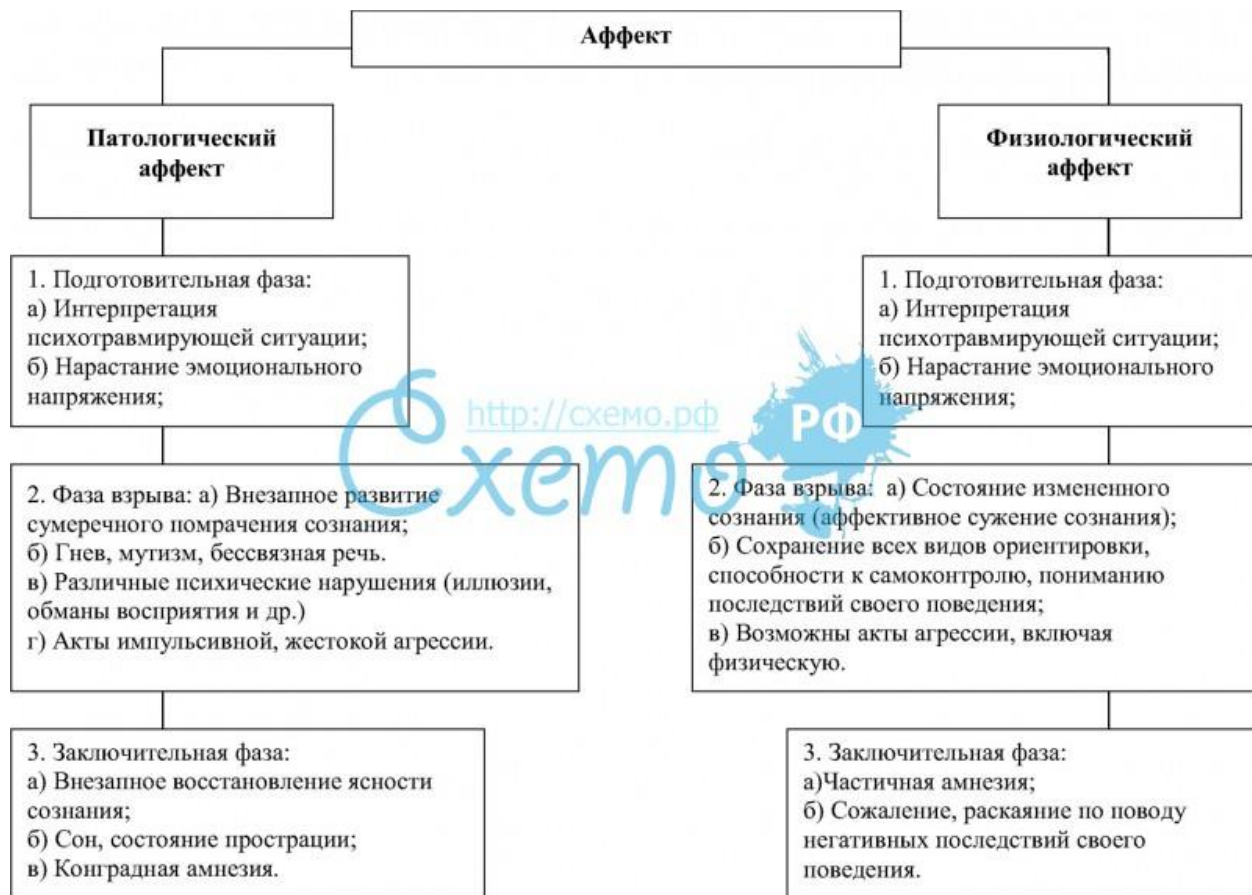 Аффект
Патологический
аффект
1. Подготовительная фаза:
а) Интерпретация
психотравмирующей ситуации;
б) Нарастание эмоционального
напряжения;
2. Фаза взрыва: а) Внезапное развитие
сумеречного помрачения сознания;
б) Гнев, мутизм, бессвязная речь.
в) Различные психические нарушения (иллюзии,
обманы восприятия и др.)
г) Акты импульсивной, жестокой агрессии.
3. Заключительная фаза:
а) Внезапное восстановление ясности
сознания;
б) Сон, состояние прострации;
в) Конградная амнезия.
Физиологический
аффект
1. Подготовительная фаза:
а) Интерпретация
психотравмирующей ситуации;
б) Нарастание эмоционального
напряжения;
2. Фаза взрыва: а) Состояние измененного
сознания (аффективное сужение сознания);
б) Сохранение всех видов ориентировки,
способности к самоконтролю, пониманию
последствий своего поведения;
в) Возможны акты агрессии, включая
физическую.
3. Заключительная фаза:
а)Частичная амнезия;
б) Сожаление, раскаяние по поводу
негативных последствий своего
поведения.
http://схемо.рф
Схемо РФ